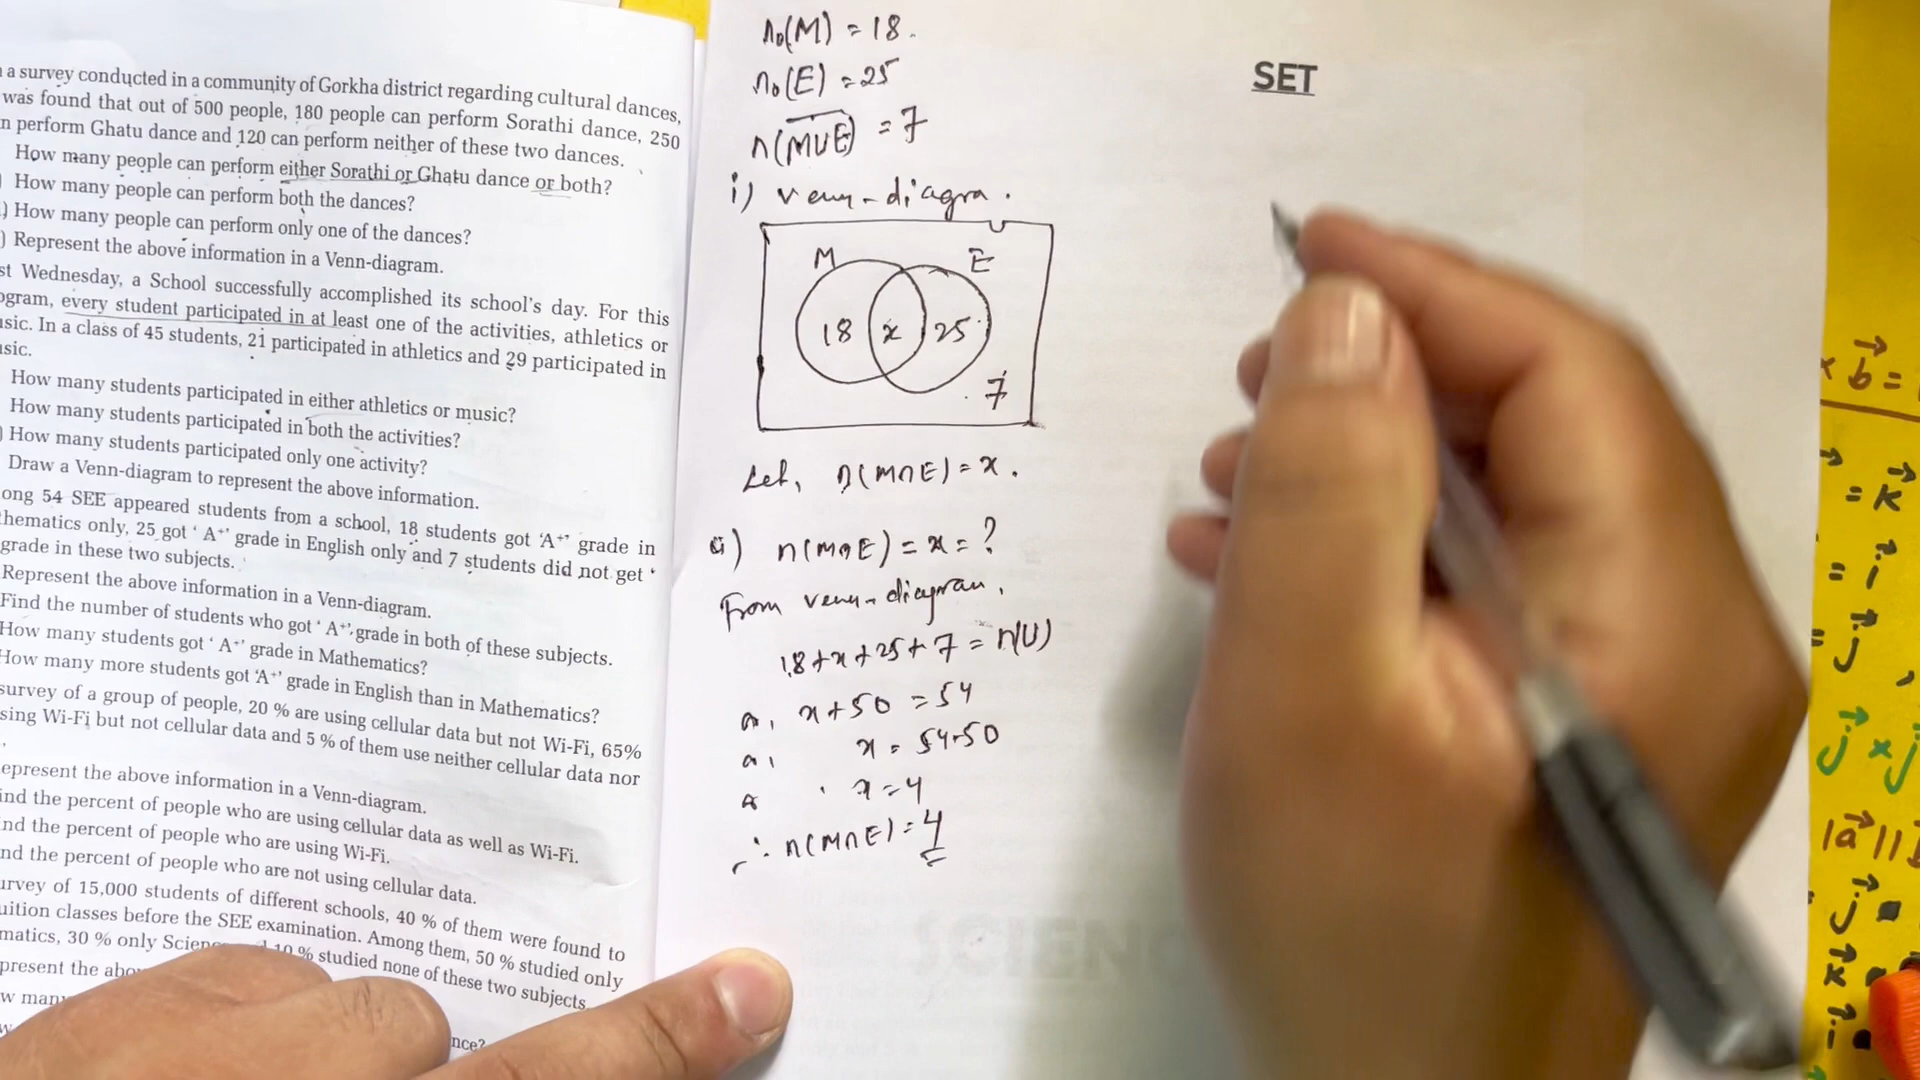 a survey conducted in a community of Gorkha district regarding cultural dances,
was found that out of 500 people, 180 people can perform Sorathi dance, 250
n perform Ghatu dance and 120 can perform neither of these two dances.
How many people can perform either Sorathi or Ghatu dance or both?
How many people can perform both the dances?
) How many people can perform only one of the dances?
) Represent the above information in a Venn-diagram.
st Wednesday, a School successfully accomplished its school's day. For this
ogram, every student participated in at least one of the activities, athletics or
usic. In a class of 45 students, 21 participated in athletics and 29 participated in
usic.
How many students participated in either athletics or music?
How many students participated in both the activities?
) How many students participated only one activity?
Draw a Venn-diagram to represent the above information.
ong 54 SEE appeared students from a school, 18 students got 'A+' grade in
hematics only, 25 got 'A+' grade in English only and 7 students did not get '
grade in these two subjects.
Represent the above information in a Venn-diagram.
Find the number of students who got 'A+' grade in both of these subjects.
How many students got 'A+' grade in Mathematics?
How many more students got 'A+' grade in English than in Mathematics?
survey of a group of people, 20 % are using cellular data but not Wi-Fi, 65%
sing Wi-Fi but not cellular data and 5 % of them use neither cellular data nor
epresent the above information in a Venn-diagram.
ind the percent of people who are using cellular data as well as Wi-Fi.
nd the percent of people who are using Wi-Fi.
nd the percent of people who are not using cellular data.
urvey of 15,000 students of different schools, 40 % of them were found to
uition classes before the SEE examination. Among them, 50 % studied only
matics, 30 % only Scien 10 % studied none of these two subjects.
present the abo
w many
nce?
n₀(M) = 18.
n₀(E) = 25
n(M̅U̅E̅) = 7
i) venn-diagra.
M E
18 x 25
7
Let, n(M∩E) = x.
ii) n(M∩E) = x = ?
From venn-diagram,
18+x+25+7 = n(U)
or, x+50 = 54
or, x = 54-50
or x = 4
∴ n(M∩E) = 4
SET
SCIEN
× b⃗ =
= k⃗
= i⃗
= j⃗ ,
j⃗ × j
|a⃗||
j⃗
k⃗
i⃗